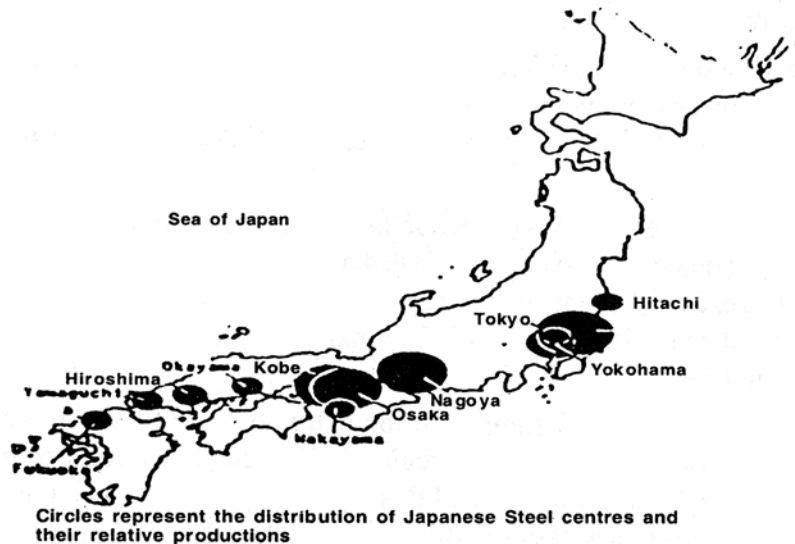 Sea of Japan
Hitachi
Tokyo
Yokohama
Okayama
Kobe
Hiroshima
Yamaguchi
Nagoya
Osaka
Wakayama
Fukuoka
Circles represent the distribution of Japanese Steel centres and
their relative productions